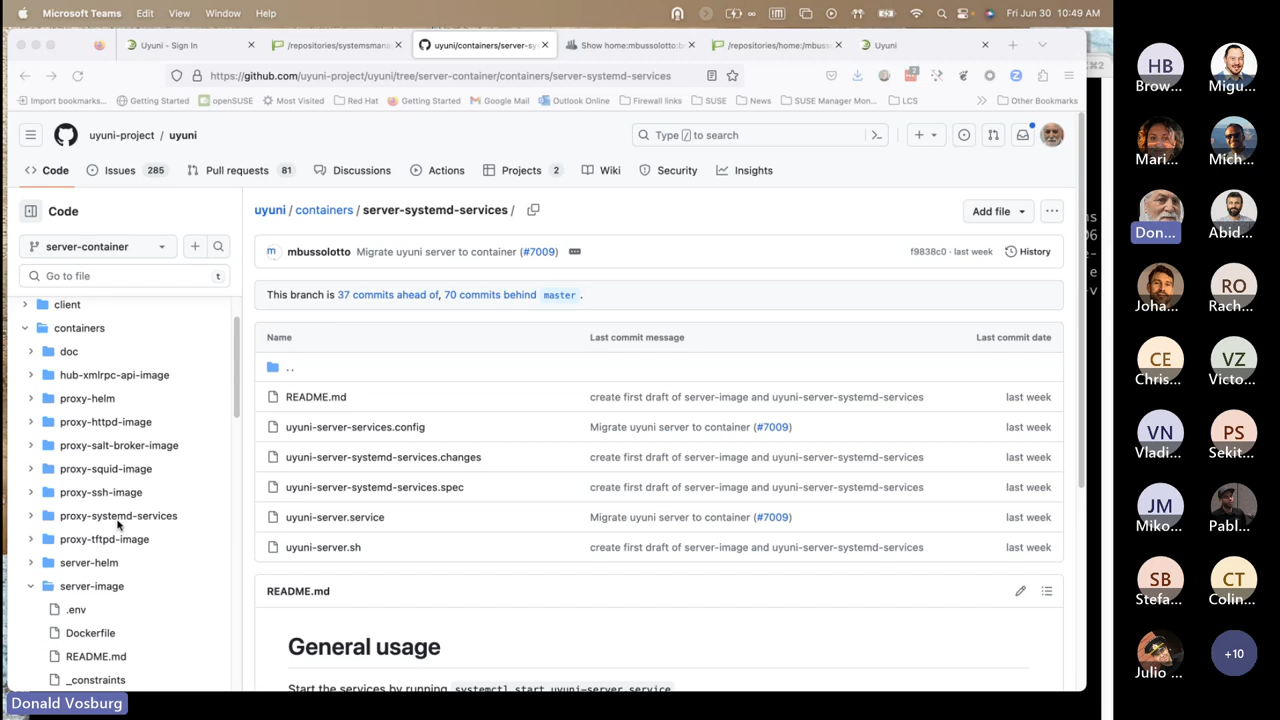 Microsoft Teams Edit View Window Help Fri Jun 30 10:49 AM
Uyuni - Sign In /repositories/systemsmana uyuni/containers/server-sy: Show home:mbussolotto: /repositories/home:/mbuss Uyuni
https://github.com/uyuni-project/uyuni/tree/server-container/containers/server-systemd-services
Import bookmarks... Getting Started openSUSE Most Visited Red Hat Getting Started Google Mail Outlook Online Firewall links SUSE News SUSE Manager Mon... LCS Other Bookmarks
uyuni-project / uyuni
Type / to search
Code Issues 285 Pull requests 81 Discussions Actions Projects 2 Wiki Security Insights
Code
server-container
Go to file t
client
containers
doc
hub-xmlrpc-api-image
proxy-helm
proxy-httpd-image
proxy-salt-broker-image
proxy-squid-image
proxy-ssh-image
proxy-systemd-services
proxy-tftpd-image
server-helm
server-image
.env
Dockerfile
README.md
_constraints
uyuni / containers / server-systemd-services /
Add file
mbussolotto Migrate uyuni server to container (#7009) f9838c0 · last week History
This branch is 37 commits ahead of, 70 commits behind master .
Name Last commit message Last commit date
..
README.md create first draft of server-image and uyuni-server-systemd-services last week
uyuni-server-services.config Migrate uyuni server to container (#7009) last week
uyuni-server-systemd-services.changes create first draft of server-image and uyuni-server-systemd-services last week
uyuni-server-systemd-services.spec create first draft of server-image and uyuni-server-systemd-services last week
uyuni-server.service Migrate uyuni server to container (#7009) last week
uyuni-server.sh create first draft of server-image and uyuni-server-systemd-services last week
README.md
General usage
Start the services by running systemctl start uyuni-server.service
Donald Vosburg
HB
Brow... Migu...
Mari... Mich...
Don... Abid...
RO
Joha... Rach...
CE VZ
Chris... Victo...
VN PS
Vladi... Sekit...
JM
Miko... Pabl...
SB CT
Stefa... Colin...
+10
Julio ...